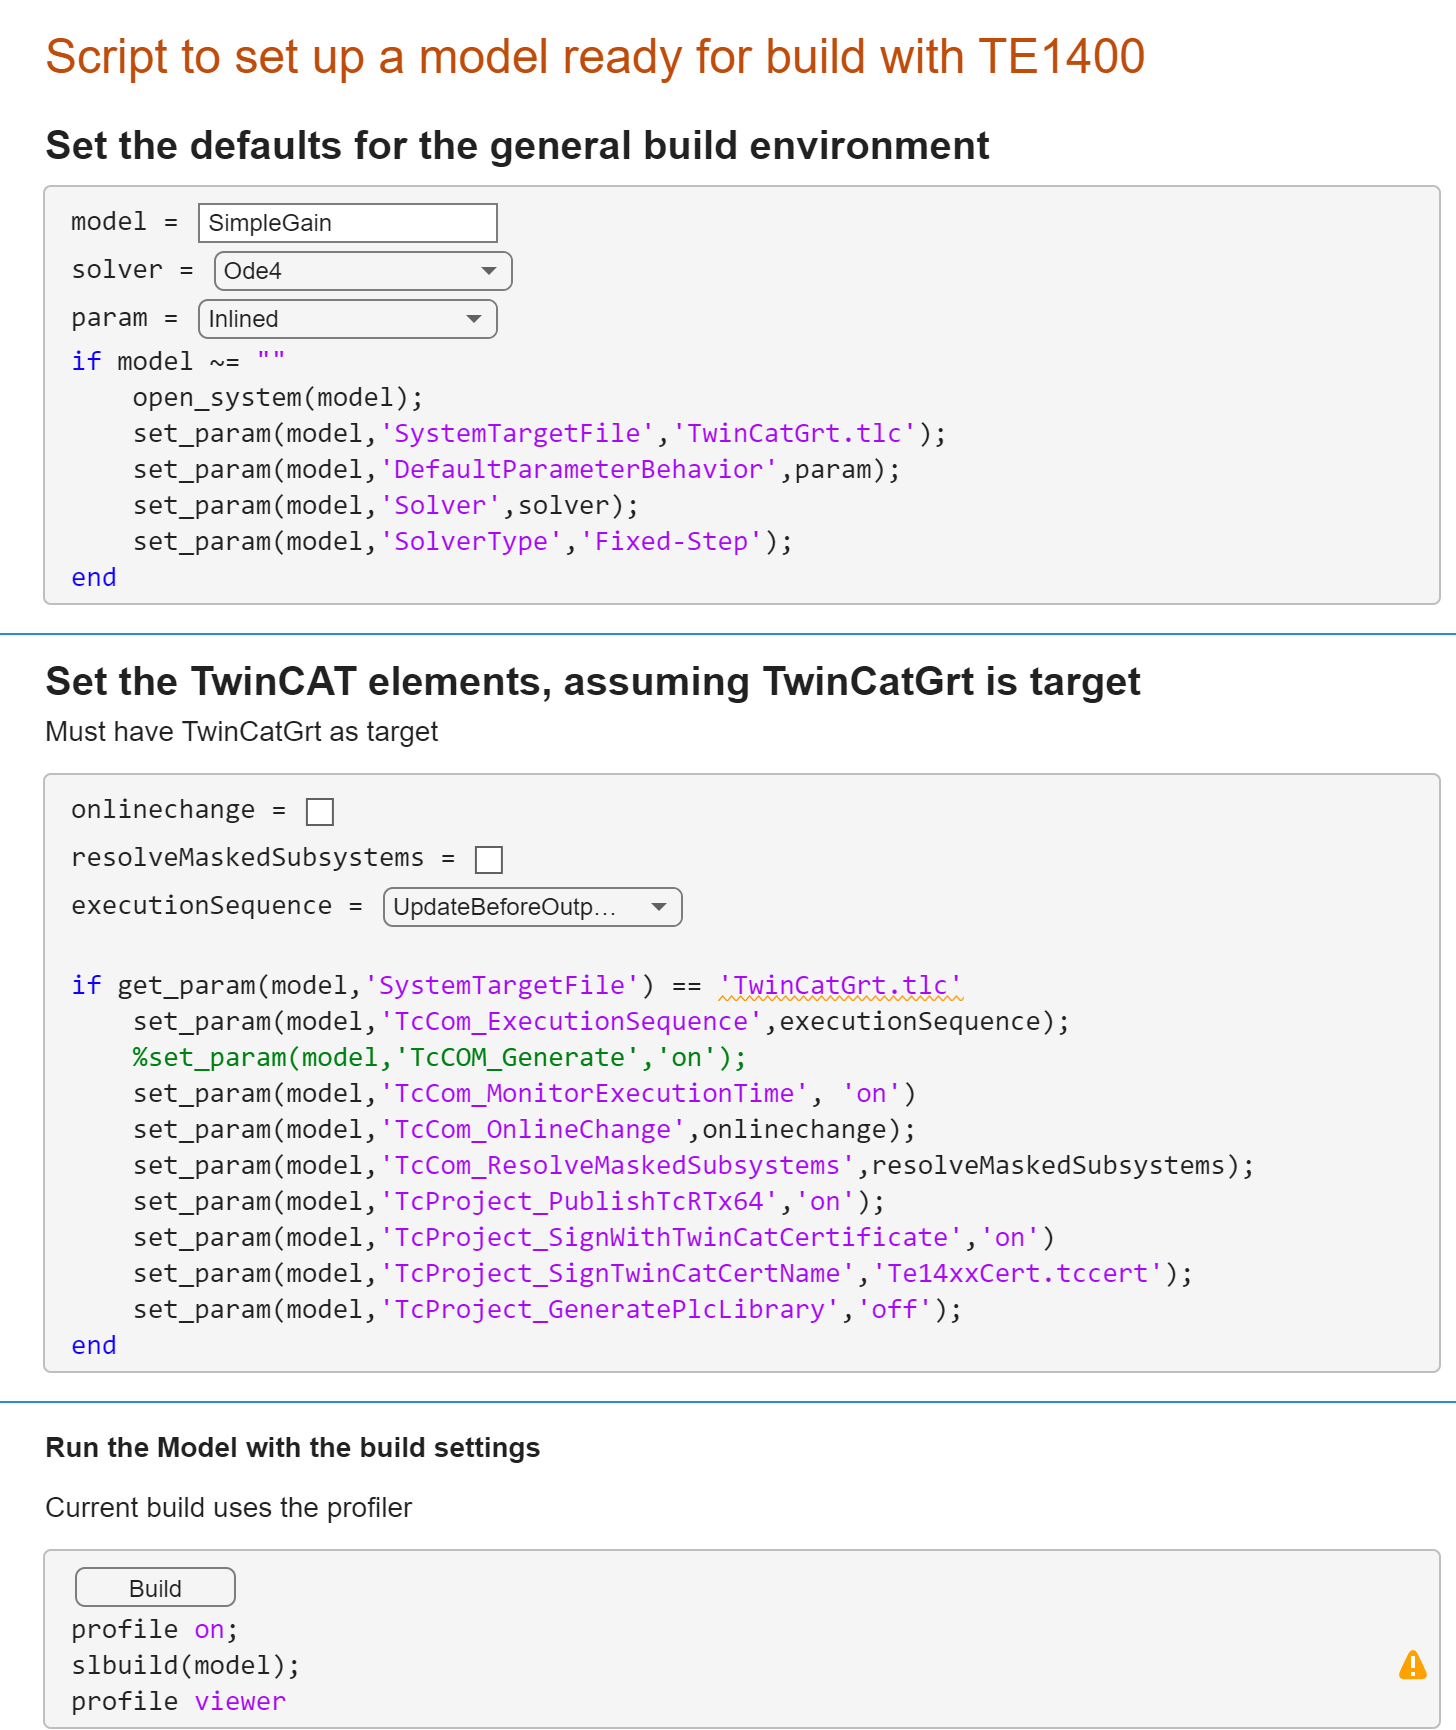 Script to set up a model ready for build with TE1400
Set the defaults for the general build environment
model = SimpleGain
solver = Ode4
param = Inlined
if model ~= ""
    open_system(model);
    set_param(model,'SystemTargetFile','TwinCatGrt.tlc');
    set_param(model,'DefaultParameterBehavior',param);
    set_param(model,'Solver',solver);
    set_param(model,'SolverType','Fixed-Step');
end
Set the TwinCAT elements, assuming TwinCatGrt is target
Must have TwinCatGrt as target
onlinechange =
resolveMaskedSubsystems =
executionSequence = UpdateBeforeOutp...
if get_param(model,'SystemTargetFile') == 'TwinCatGrt.tlc'
    set_param(model,'TcCom_ExecutionSequence',executionSequence);
    %set_param(model,'TcCOM_Generate','on');
    set_param(model,'TcCom_MonitorExecutionTime', 'on')
    set_param(model,'TcCom_OnlineChange',onlinechange);
    set_param(model,'TcCom_ResolveMaskedSubsystems',resolveMaskedSubsystems);
    set_param(model,'TcProject_PublishTcRTx64','on');
    set_param(model,'TcProject_SignWithTwinCatCertificate','on')
    set_param(model,'TcProject_SignTwinCatCertName','Te14xxCert.tccert');
    set_param(model,'TcProject_GeneratePlcLibrary','off');
end
Run the Model with the build settings
Current build uses the profiler
Build
profile on;
slbuild(model);
profile viewer